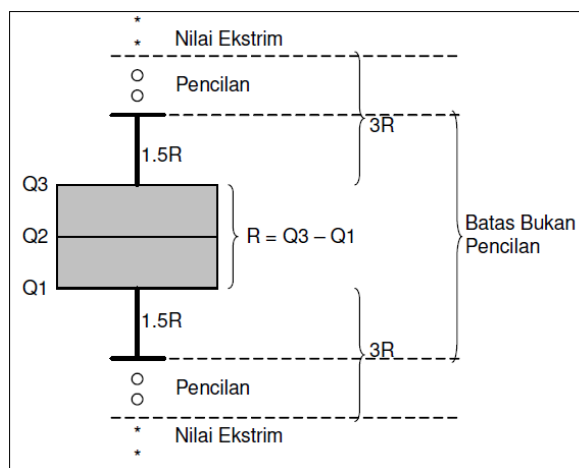 * Nilai Ekstrim
*
Pencilan
3R
1.5R
Q3
Q2
R = Q3 – Q1
Batas Bukan
Pencilan
Q1
1.5R
3R
Pencilan
* Nilai Ekstrim
*